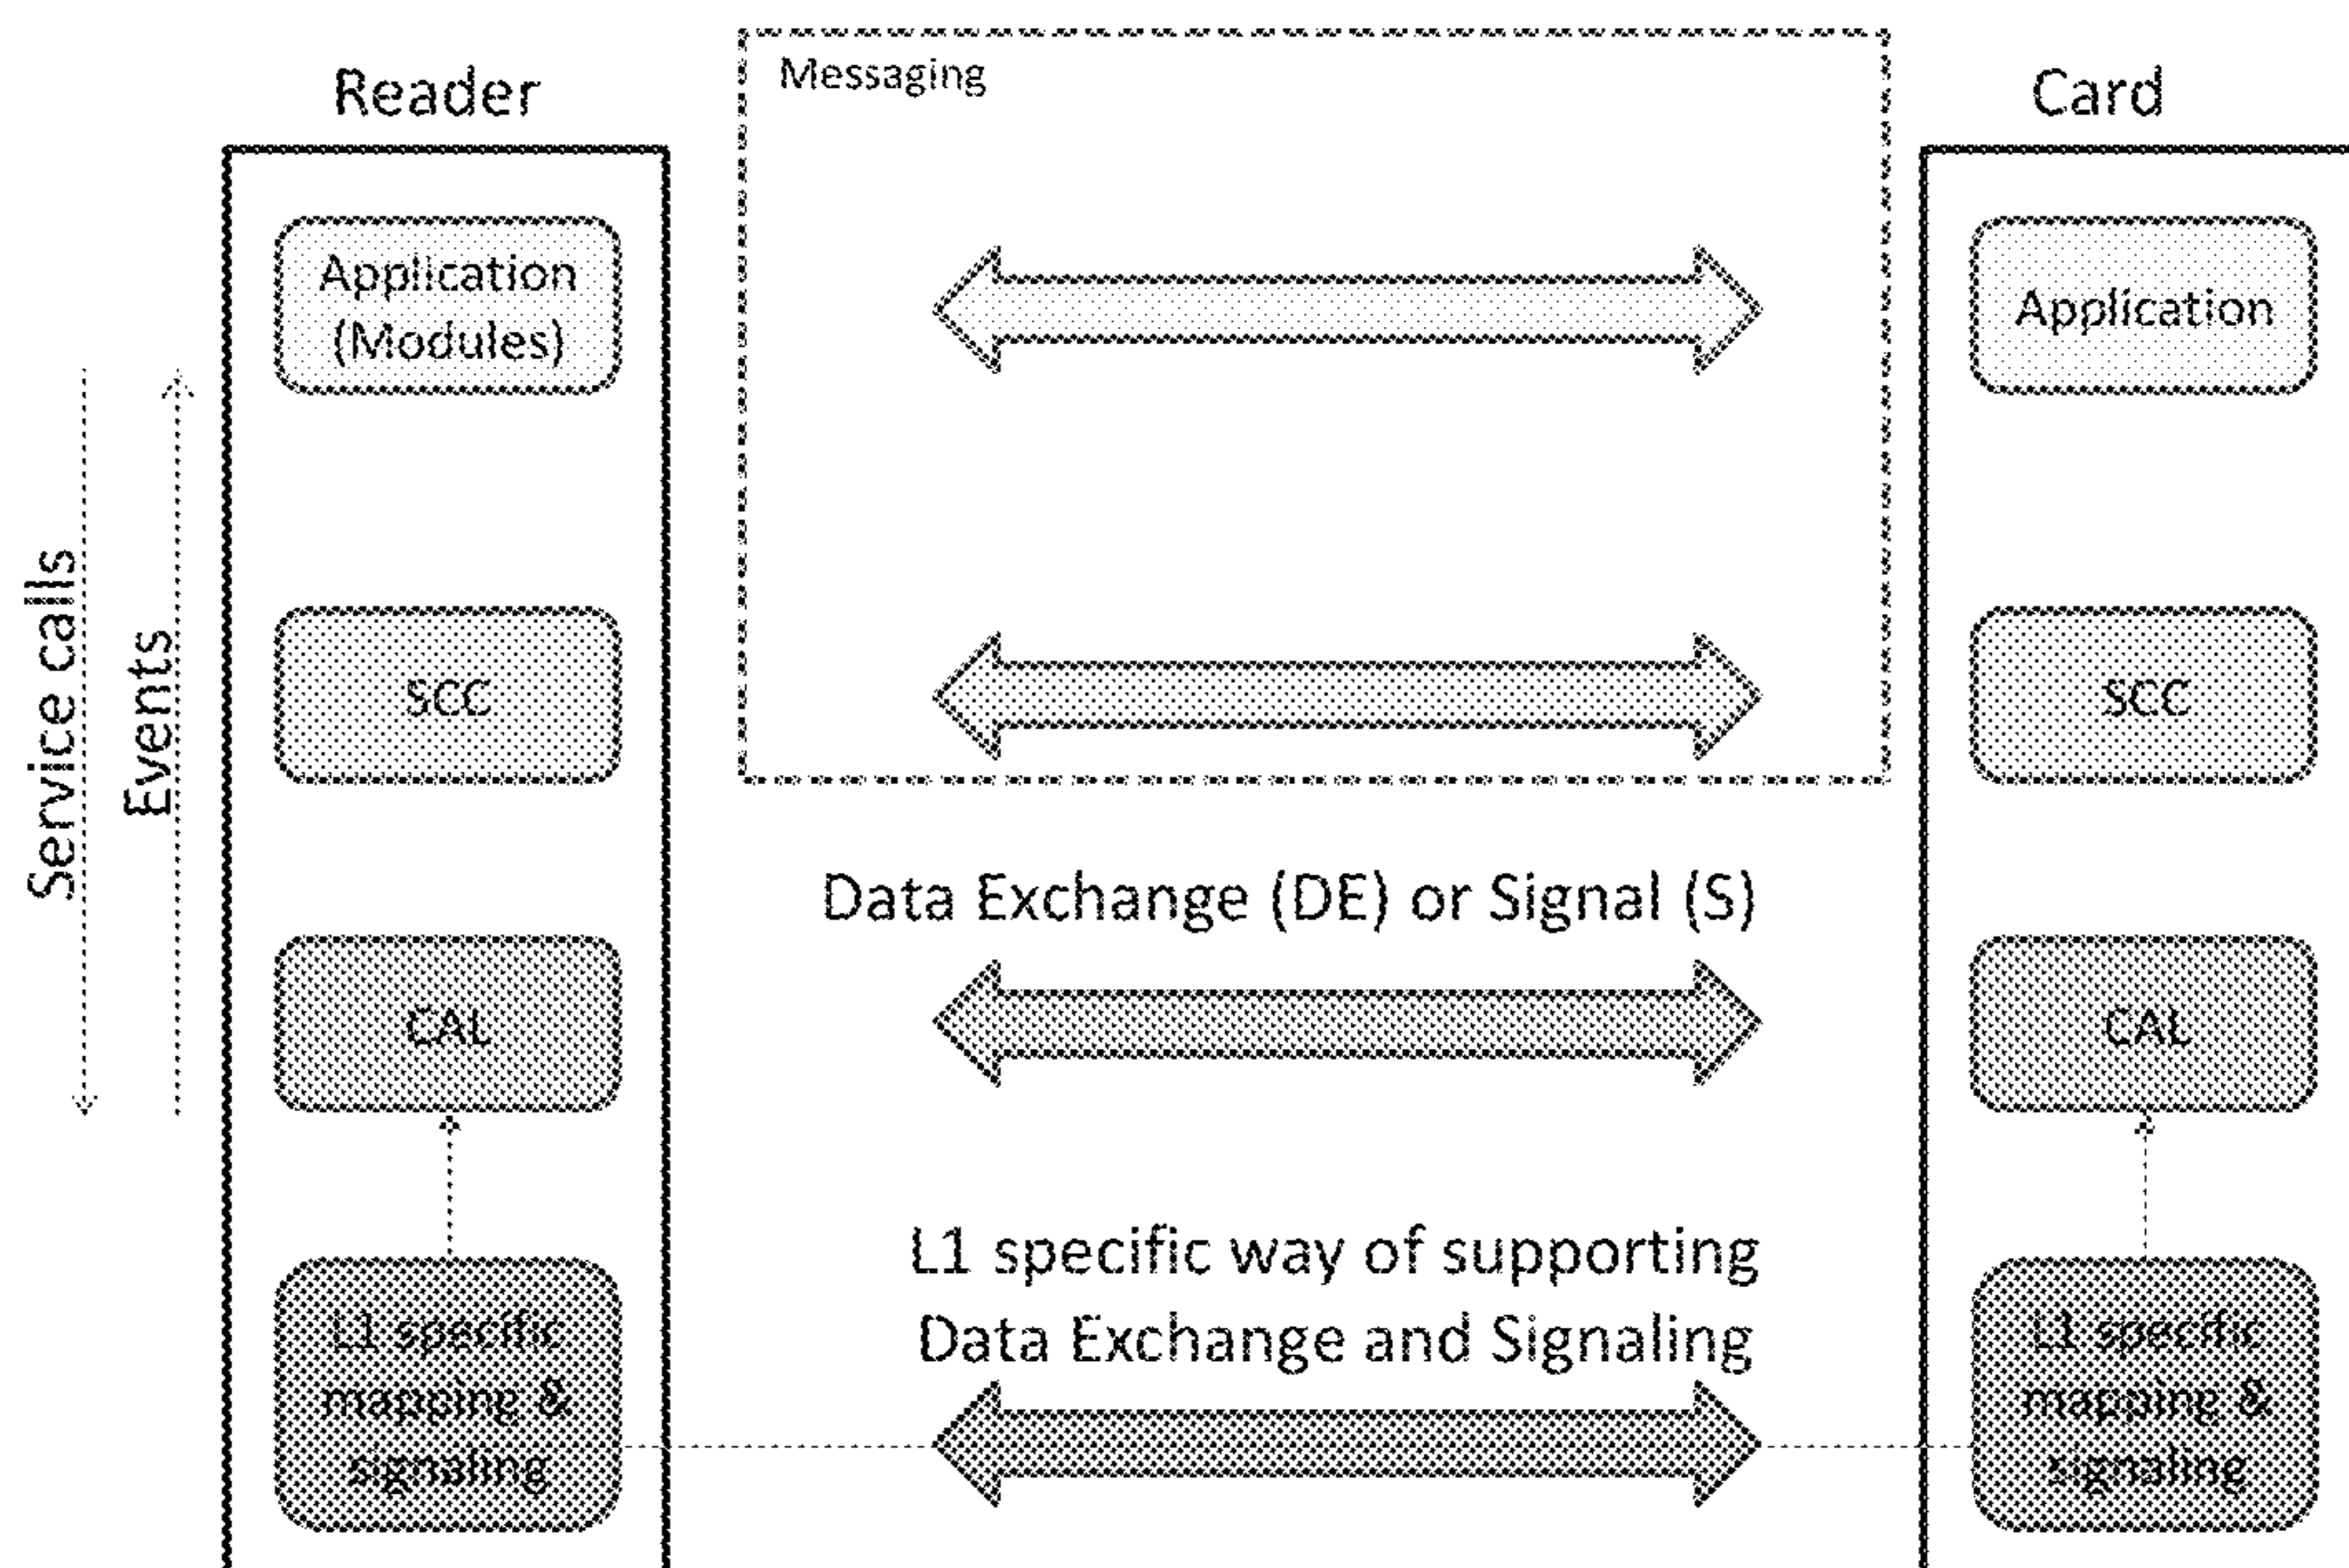 Reader
Messaging
Card
Application
(Modules)
Application
Service calls
Events
SCC
SCC
Data Exchange (DE) or Signal (S)
CAL
CAL
L1 specific way of supporting
Data Exchange and Signaling
L1 specific
mapping &
signaling
L1 specific
mapping &
signaling